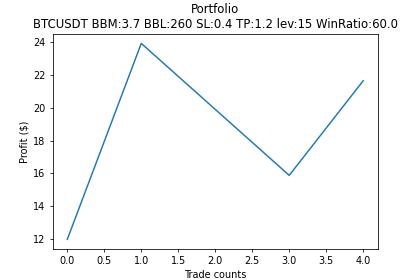 Portfolio
BTCUSDT BBM:3.7 BBL:260 SL:0.4 TP:1.2 lev:15 WinRatio:60.0
24
22
20
18
16
14
12
Profit ($)
0.0 0.5 1.0 1.5 2.0 2.5 3.0 3.5 4.0
Trade counts